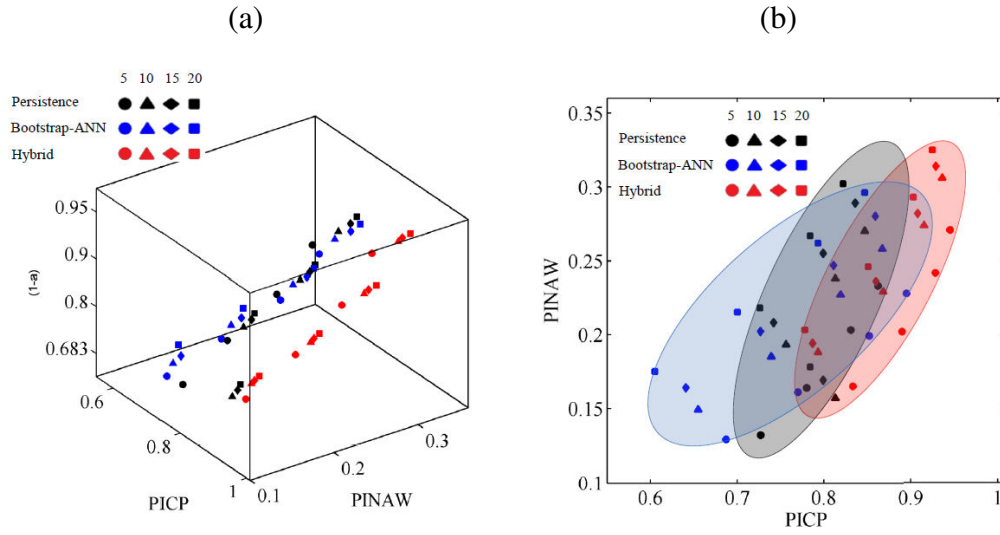 (a)
5 10 15 20
Persistence
Bootstrap-ANN
Hybrid
0.95
0.9
0.8
0.683
(1-a)
0.6
0.8
1
PICP
0.1
0.2
0.3
PINAW
(b)
0.35
0.3
0.25
0.2
0.15
0.1
PINAW
5 10 15 20
Persistence
Bootstrap-ANN
Hybrid
0.6 0.7 0.8 0.9 1
PICP